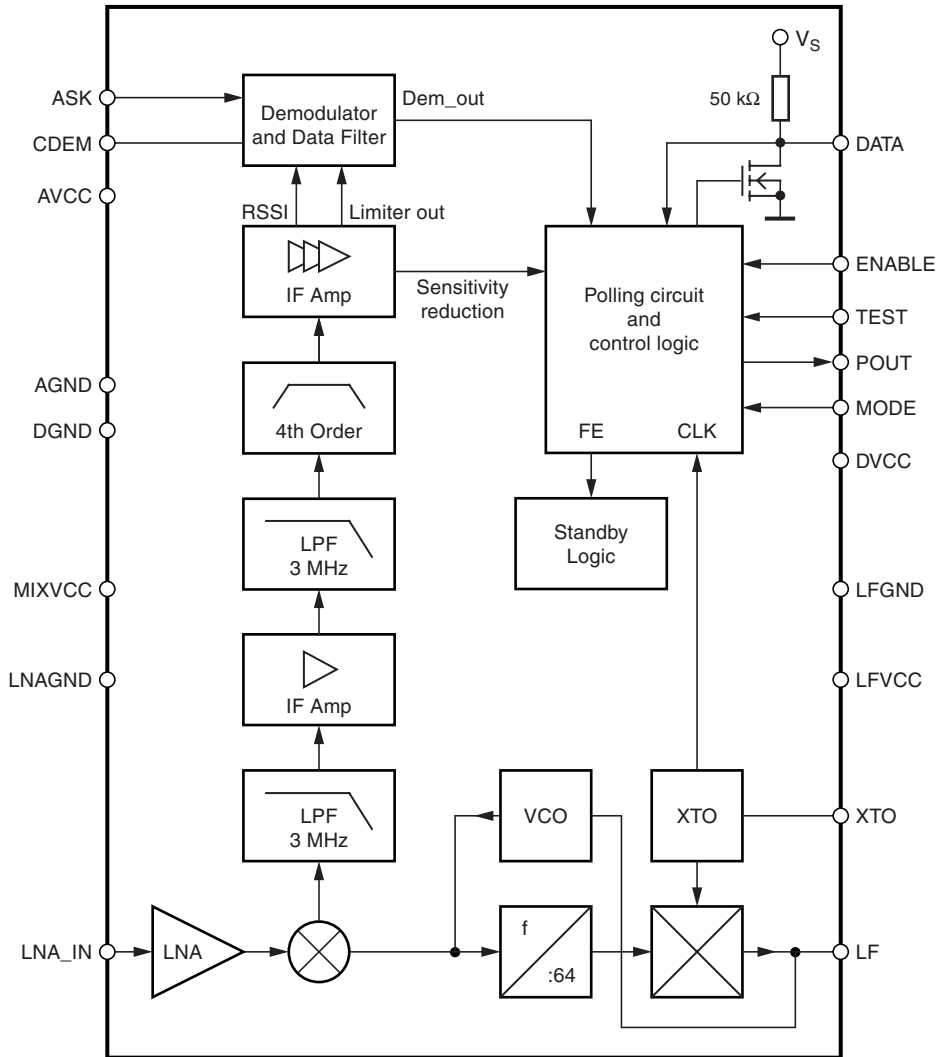 V_S
50 kΩ
ASK
Demodulator
and Data Filter
Dem_out
CDEM
DATA
AVCC
RSSI
Limiter out
IF Amp
Sensitivity
reduction
Polling circuit
and
control logic
FE
CLK
ENABLE
TEST
POUT
MODE
DVCC
AGND
DGND
4th Order
LPF
3 MHz
Standby
Logic
MIXVCC
LFGND
LNAGND
IF Amp
LFVCC
LPF
3 MHz
VCO
XTO
XTO
LNA_IN
LNA
f
:64
LF